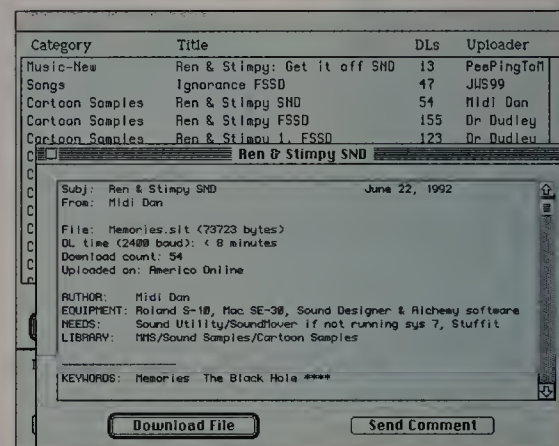 Category Title DLs Uploader
Music-New Ren & Stimpy: Get it off SND 13 PeePingToM
Songs Ignorance FSSD 47 JWS99
Cartoon Samples Ren & Stimpy SND 54 Midi Dan
Cartoon Samples Ren & Stimpy FSSD 155 Dr Dudley
Cartoon Samples Ren & Stimpy 1. FSSD 123 Dr Dudley
Ren & Stimpy SND
Subj: Ren & Stimpy SND June 22, 1992
From: Midi Dan
File: Memories.sit (73723 bytes)
DL time (2400 baud): < 8 minutes
Download count: 54
Uploaded on: America Online
AUTHOR: Midi Dan
EQUIPMENT: Roland S-10, Mac SE-30, Sound Designer & Alchemy software
NEEDS: Sound Utility/SoundMover if not running sys 7, Stuffit
LIBRARY: MMS/Sound Samples/Cartoon Samples
KEYWORDS: Memories The Black Hole ****
Download File Send Comment